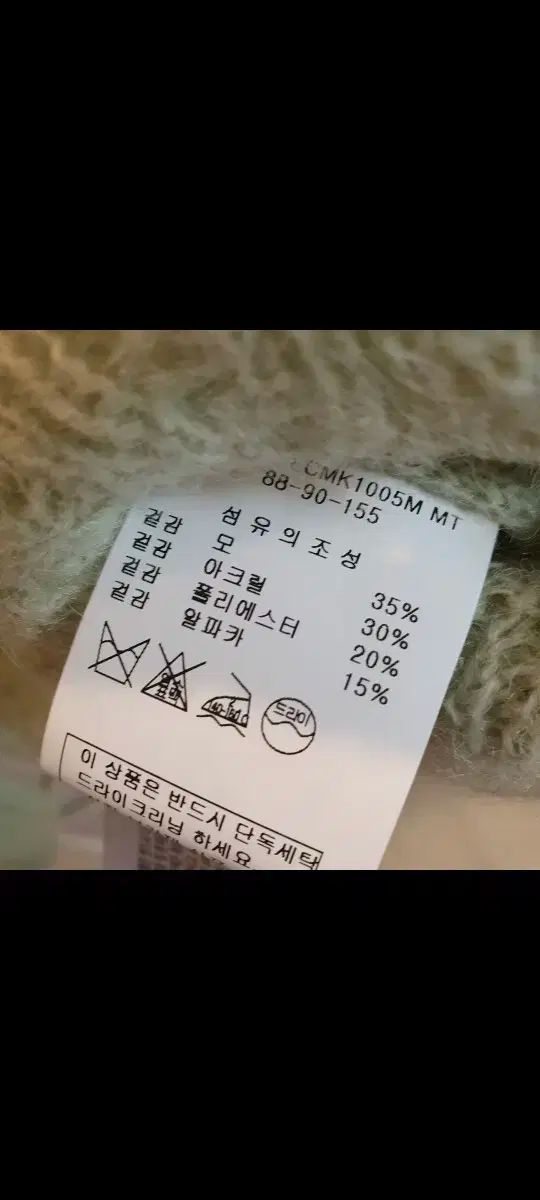 CMK1005M MT
88-90-155
섬 유 의 조 성
겉감 모 35%
겉감 아크릴 30%
겉감 폴리에스터 20%
겉감 알파카 15%
드라이
이 상품은 반드시 단독세탁
드라이크리닝 하세요.